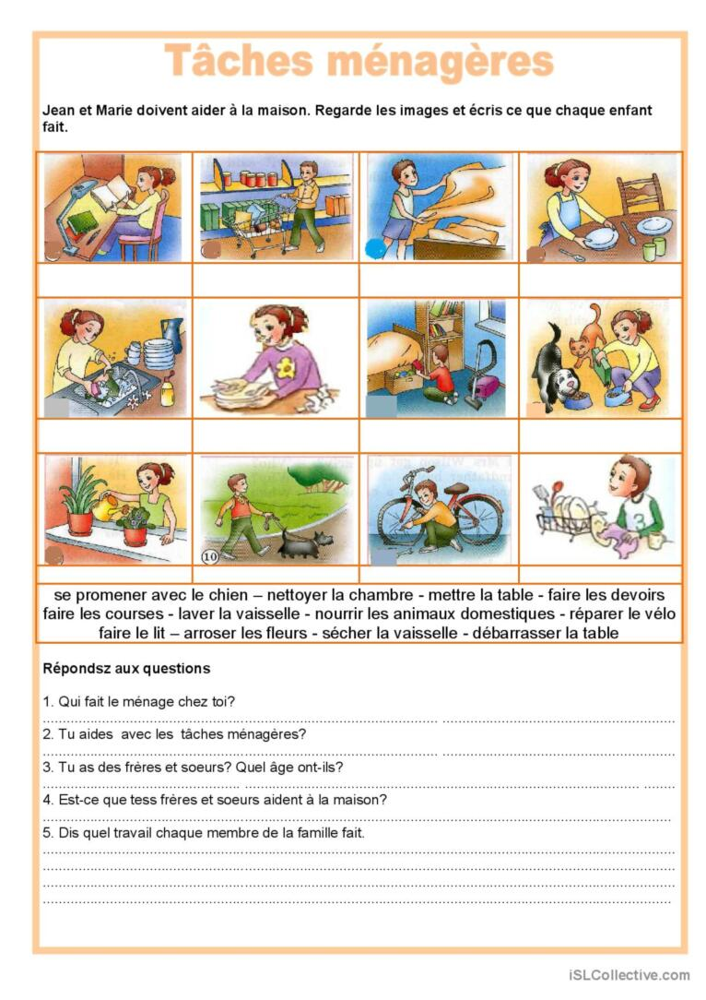 Tâches ménagères
Jean et Marie doivent aider à la maison. Regarde les images et écris ce que chaque enfant
fait.
10
se promener avec le chien – nettoyer la chambre - mettre la table - faire les devoirs
faire les courses - laver la vaisselle - nourrir les animaux domestiques - réparer le vélo
faire le lit – arroser les fleurs - sécher la vaisselle - débarrasser la table
Répondsz aux questions
1. Qui fait le ménage chez toi?
2. Tu aides avec les tâches ménagères?
3. Tu as des frères et soeurs? Quel âge ont-ils?
4. Est-ce que tess frères et soeurs aident à la maison?
5. Dis quel travail chaque membre de la famille fait.
iSLCollective.com